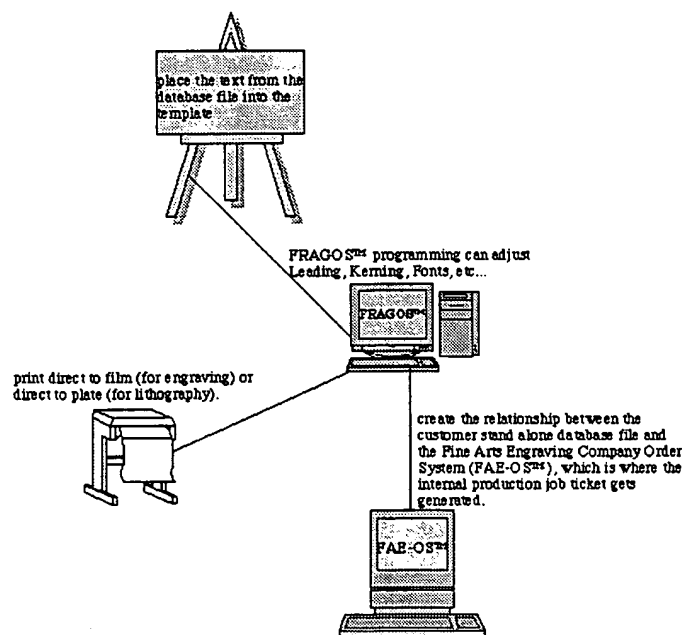 place the text from the
database file into the
template
FRAGOS™ programming can adjust
Leading, Kerning, Fonts, etc...
FRAGOS™
print direct to film (for engraving) or
direct to plate (for lithography).
create the relationship between the
customer stand alone database file and
the Fine Arts Engraving Company Order
System (FAE-OS™), which is where the
internal production job ticket gets
generated.
FAE-OS™